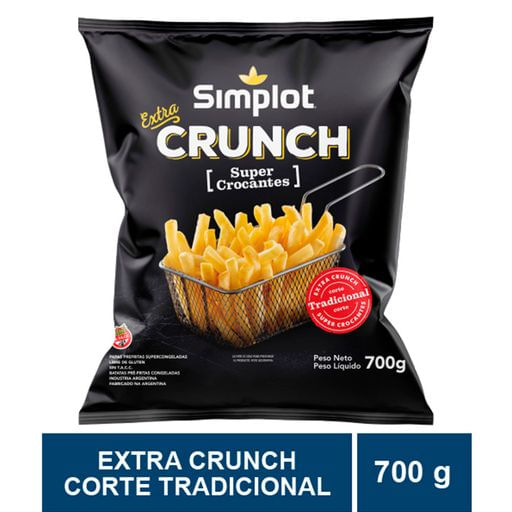 Simplot
Extra
CRUNCH
[ Super
Crocantes ]
EXTRA CRUNCH
corte
Tradicional
corte
SUPER CROCANTES
PAPAS PREFRITAS SUPERCONGELADAS
LIBRE DE GLUTEN
SIN T.A.C.C.
BATATAS PRÉ-FRITAS CONGELADAS
INDUSTRIA ARGENTINA
FABRICADO NA ARGENTINA
Peso Neto
Peso Líquido 700g
EXTRA CRUNCH
CORTE TRADICIONAL
700 g